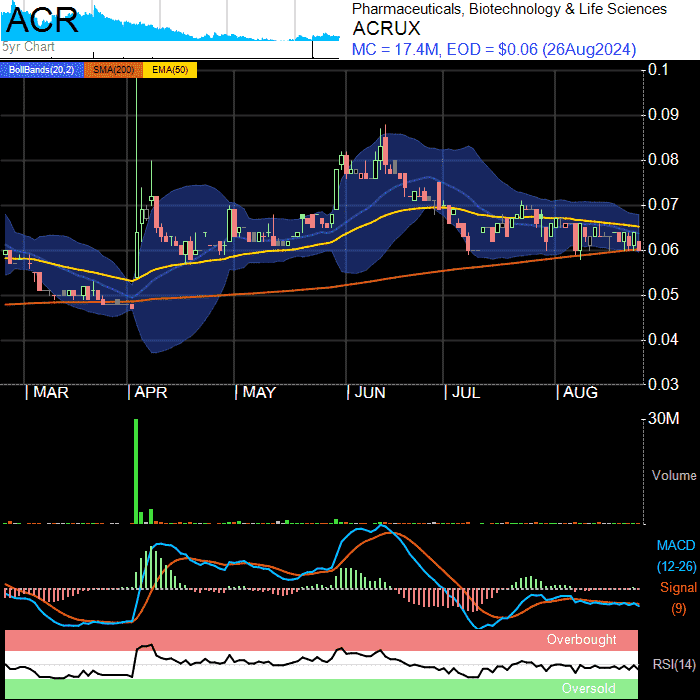 ACR
5yr Chart
Pharmaceuticals, Biotechnology & Life Sciences
ACRUX
MC = 17.4M, EOD = $0.06 (26Aug2024)
BollBands(20,2) SMA(200) EMA(50)
0.1
0.09
0.08
0.07
0.06
0.05
0.04
0.03
MAR APR MAY JUN JUL AUG
30M
Volume
MACD
(12-26)
Signal
(9)
Overbought
RSI(14)
Oversold